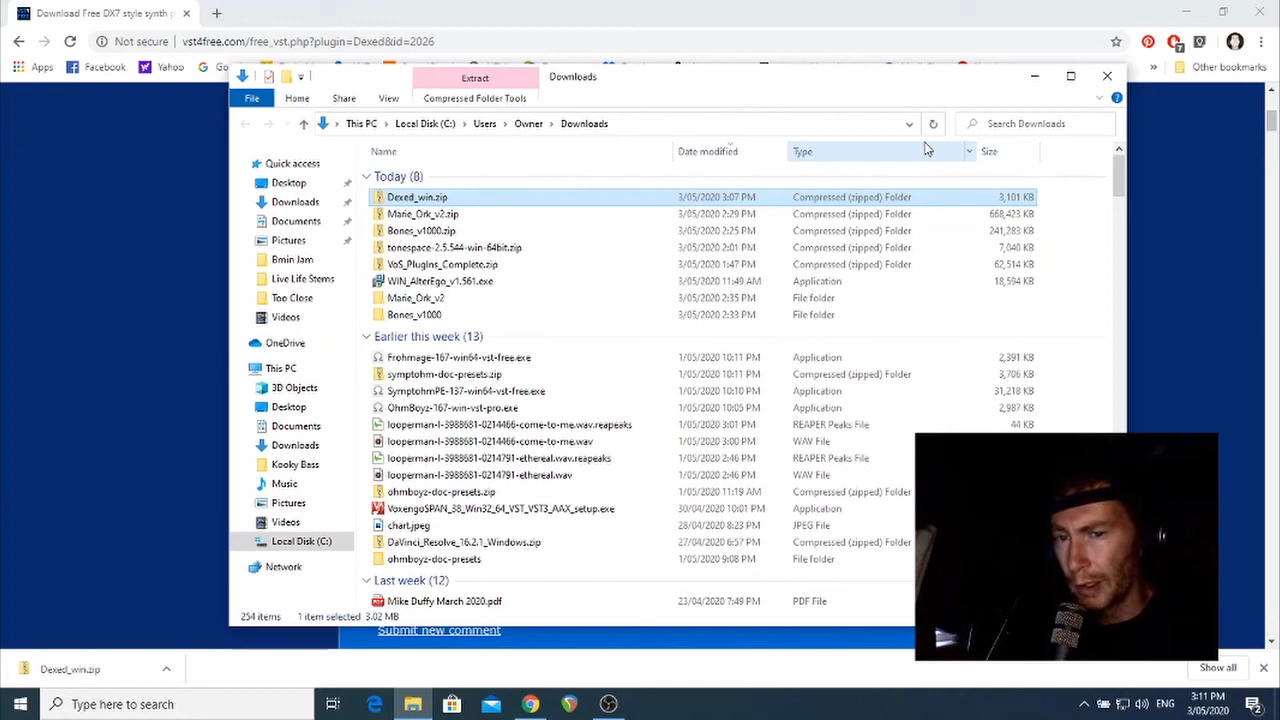 Download Free DX7 style synth p
Not secure
vst4free.com/free_vst.php?plugin=Dexed&id=2026
7
Apps
Facebook
Yahoo
Other bookmarks
Extract
Downloads
File
Home
Share
View
Compressed Folder Tools
This PC
Local Disk (C:)
Users
Owner
Downloads
Search Downloads
Name
Date modified
Type
Size
Quick access
Desktop
Downloads
Documents
Pictures
Bmin Jam
Live Life Stems
Too Close
Videos
OneDrive
This PC
3D Objects
Desktop
Documents
Downloads
Kooky Bass
Music
Pictures
Videos
Local Disk (C:)
Network
Today (8)
Dexed_win.zip 3/05/2020 3:07 PM Compressed (zipped) Folder 3,101 KB
Marie_Ork_v2.zip 3/05/2020 2:29 PM Compressed (zipped) Folder 668,423 KB
Bones_v1000.zip 3/05/2020 2:25 PM Compressed (zipped) Folder 241,283 KB
tonespace-2.5.544-win-64bit.zip 3/05/2020 2:01 PM Compressed (zipped) Folder 7,040 KB
VoS_PlugIns_Complete.zip 3/05/2020 1:47 PM Compressed (zipped) Folder 62,514 KB
WIN_AlterEgo_v1.561.exe 3/05/2020 11:49 AM Application 18,594 KB
Marie_Ork_v2 3/05/2020 2:35 PM File folder
Bones_v1000 3/05/2020 2:33 PM File folder
Earlier this week (13)
Frohmage-167-win64-vst-free.exe 1/05/2020 10:11 PM Application 2,391 KB
symptohm-doc-presets.zip 1/05/2020 10:11 PM Compressed (zipped) Folder 3,706 KB
SymptohmPE-137-win64-vst-free.exe 1/05/2020 10:10 PM Application 31,218 KB
OhmBoyz-167-win-vst-pro.exe 1/05/2020 10:05 PM Application 2,987 KB
looperman-l-3988681-0214466-come-to-me.wav.reapeaks 1/05/2020 3:01 PM REAPER Peaks File 44 KB
looperman-l-3988681-0214466-come-to-me.wav 1/05/2020 3:00 PM WAV File
looperman-l-3988681-0214791-ethereal.wav.reapeaks 1/05/2020 2:46 PM REAPER Peaks File
looperman-l-3988681-0214791-ethereal.wav 1/05/2020 2:46 PM WAV File
ohmboyz-doc-presets.zip 1/05/2020 11:19 AM Compressed (zipped) Folder
VoxengoSPAN_38_Win32_64_VST_VST3_AAX_setup.exe 30/04/2020 10:01 PM Application
chart.jpeg 28/04/2020 8:23 PM JPEG File
DaVinci_Resolve_16.2.1_Windows.zip 27/04/2020 6:57 PM Compressed (zipped) Folder
ohmboyz-doc-presets 1/05/2020 9:08 PM File folder
Last week (12)
Mike Duffy March 2020.pdf 23/04/2020 7:49 PM PDF File
254 items
1 item selected 3.02 MB
Submit new comment
Dexed_win.zip
Show all
Type here to search
ENG
3:11 PM
3/05/2020
2